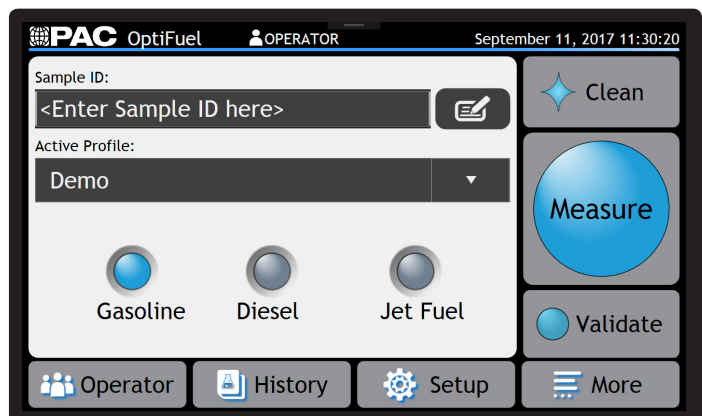 PAC OptiFuel OPERATOR September 11, 2017 11:30:20
Sample ID:
<Enter Sample ID here>
Active Profile:
Demo
Gasoline Diesel Jet Fuel
Clean
Measure
Validate
Operator History Setup More